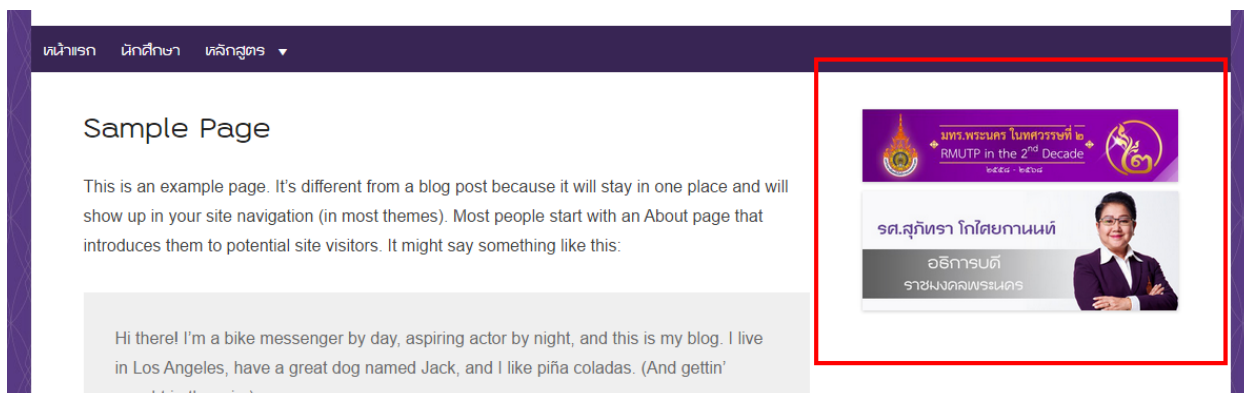 หน้าแรก นักศึกษา หลักสูตร
Sample Page
This is an example page. It's different from a blog post because it will stay in one place and will
show up in your site navigation (in most themes). Most people start with an About page that
introduces them to potential site visitors. It might say something like this:
Hi there! I'm a bike messenger by day, aspiring actor by night, and this is my blog. I live
in Los Angeles, have a great dog named Jack, and I like piña coladas. (And gettin'
มทร.พระนคร ในทศวรรษที่ ๒
RMUTP in the 2nd Decade
๒๕๕๘ - ๒๕๖๘
รศ.สุภัทรา โกไศยกานนท์
อธิการบดี
ราชมงคลพระนคร